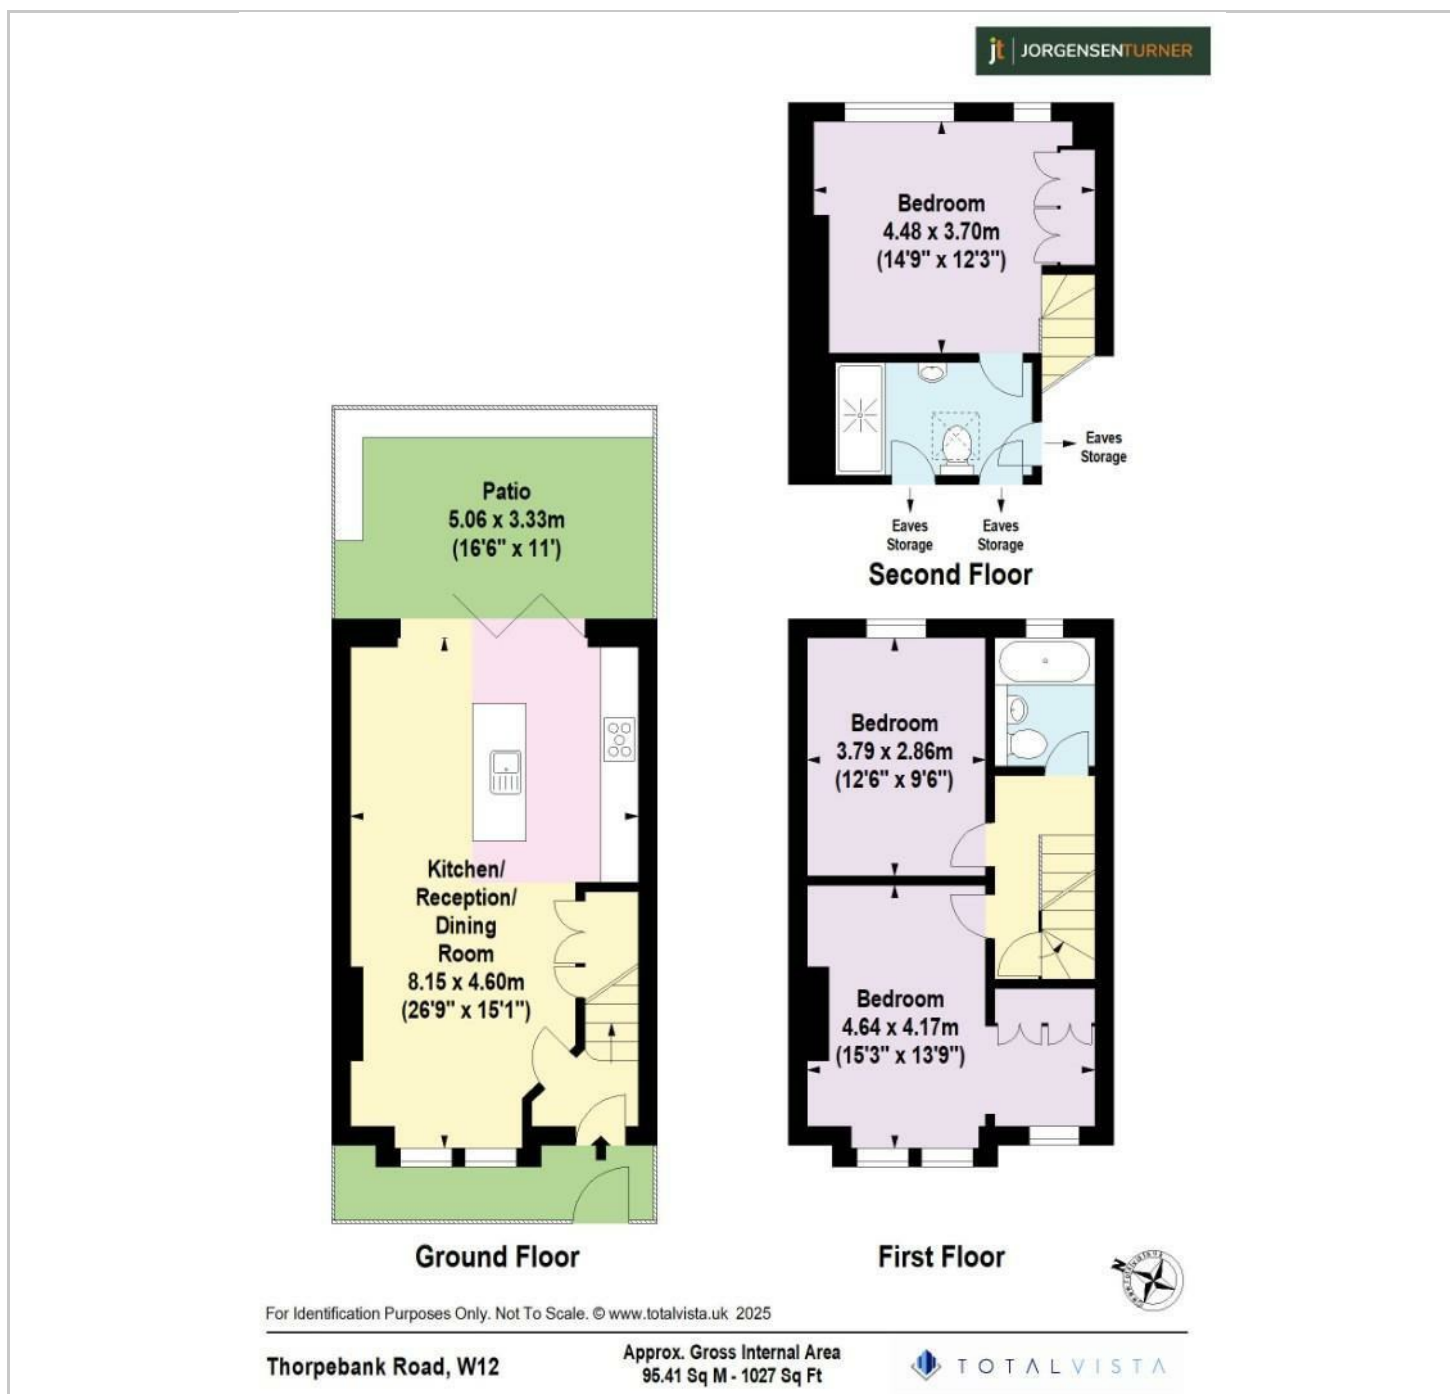 jt | JORGENSENTURNER
Bedroom
4.48 x 3.70m
(14'9" x 12'3")
Eaves
Storage
Eaves
Storage
Eaves
Storage
Second Floor
Patio
5.06 x 3.33m
(16'6" x 11')
Kitchen/
Reception/
Dining
Room
8.15 x 4.60m
(26'9" x 15'1")
Ground Floor
Bedroom
3.79 x 2.86m
(12'6" x 9'6")
Bedroom
4.64 x 4.17m
(15'3" x 13'9")
First Floor
N
For Identification Purposes Only. Not To Scale. © www.totalvista.uk 2025
Thorpebank Road, W12
Approx. Gross Internal Area
95.41 Sq M - 1027 Sq Ft
TOTALVISTA